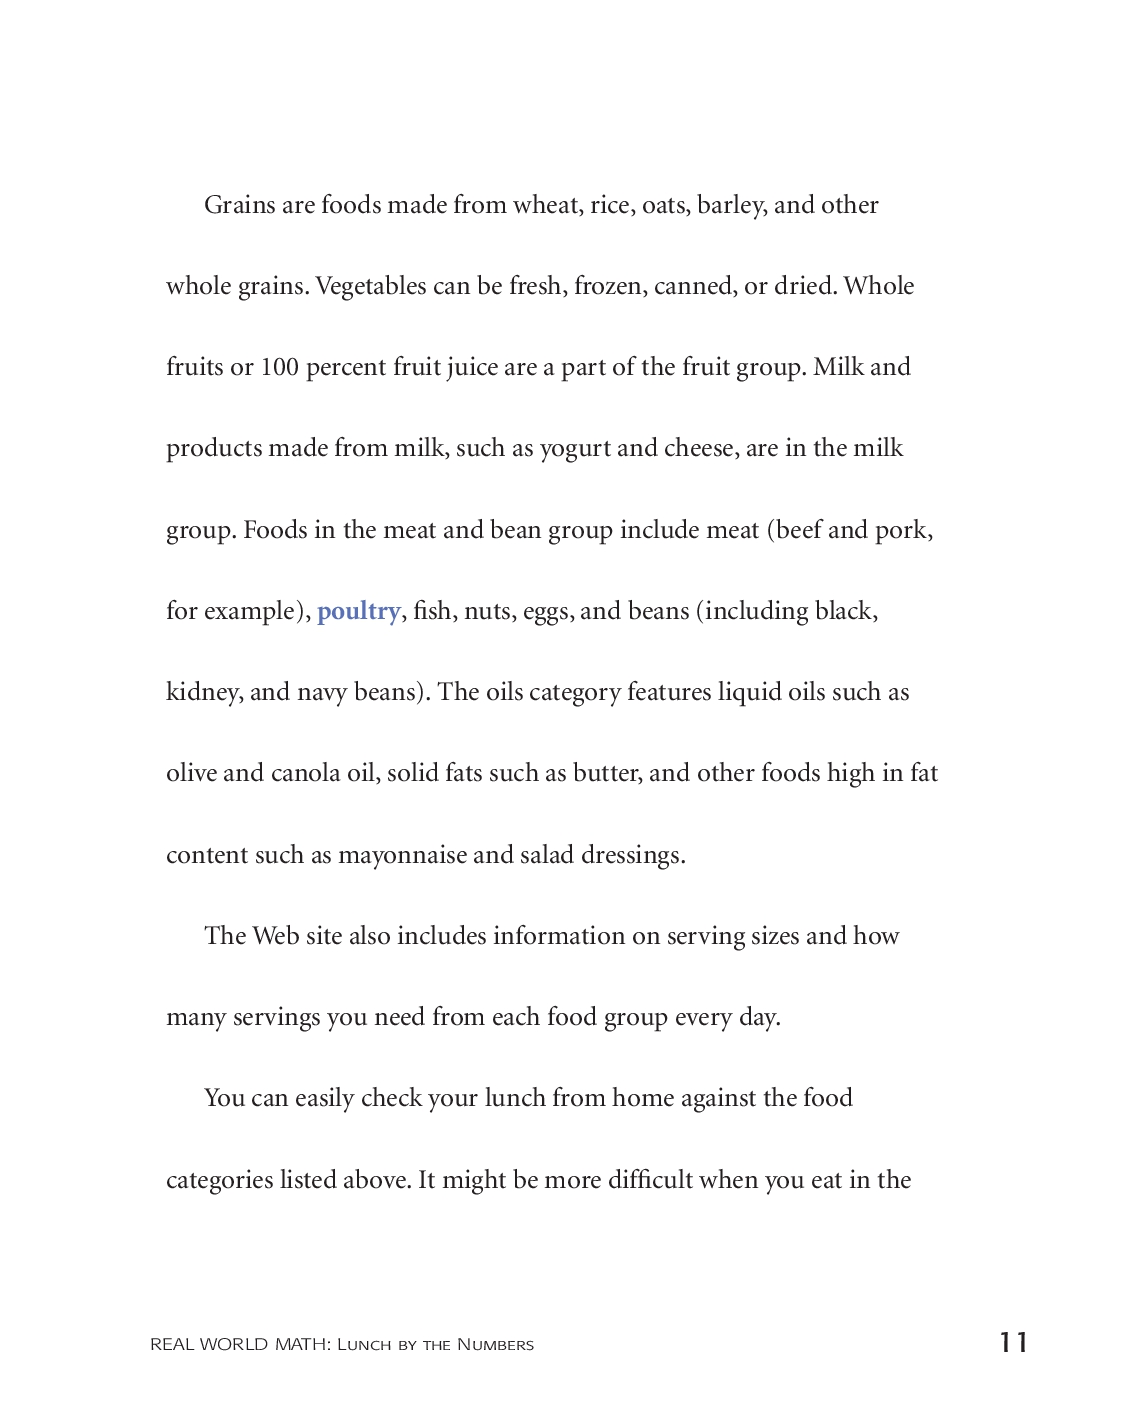 Grains are foods made from wheat, rice, oats, barley, and other
whole grains. Vegetables can be fresh, frozen, canned, or dried. Whole
fruits or 100 percent fruit juice are a part of the fruit group. Milk and
products made from milk, such as yogurt and cheese, are in the milk
group. Foods in the meat and bean group include meat (beef and pork,
for example), poultry, fish, nuts, eggs, and beans (including black,
kidney, and navy beans). The oils category features liquid oils such as
olive and canola oil, solid fats such as butter, and other foods high in fat
content such as mayonnaise and salad dressings.
The Web site also includes information on serving sizes and how
many servings you need from each food group every day.
You can easily check your lunch from home against the food
categories listed above. It might be more difficult when you eat in the
REAL WORLD MATH: Lunch by the Numbers 11